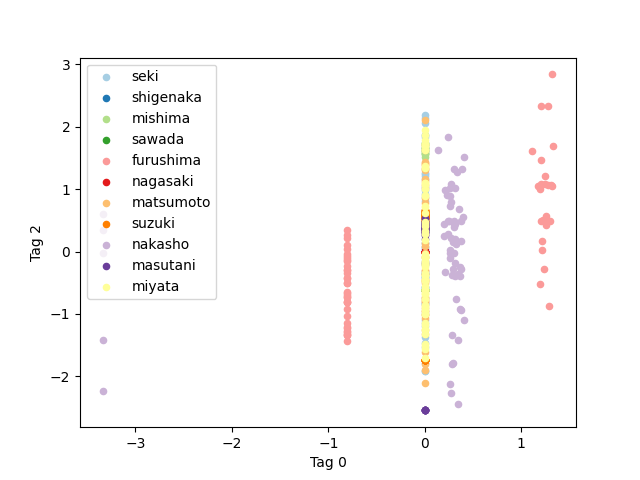 3
2
1
0
−1
−2
Tag 2
seki
shigenaka
mishima
sawada
furushima
nagasaki
matsumoto
suzuki
nakasho
masutani
miyata
−3 −2 −1 0 1
Tag 0